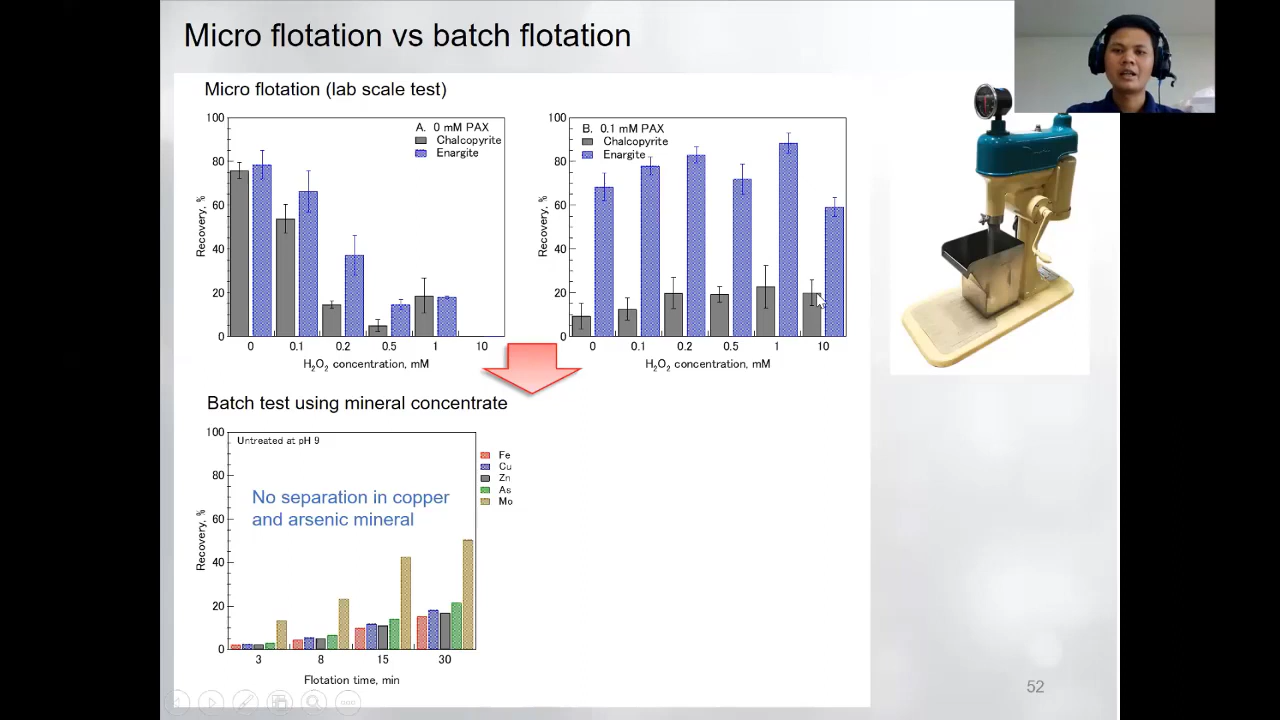 Micro flotation vs batch flotation
Micro flotation (lab scale test)
100
80
60
40
20
0
Recovery, %
A. 0 mM PAX
Chalcopyrite
Enargite
0 0.1 0.2 0.5 1 10
H2O2 concentration, mM
100
80
60
40
20
0
Recovery, %
B. 0.1 mM PAX
Chalcopyrite
Enargite
0 0.1 0.2 0.5 1 10
H2O2 concentration, mM
Batch test using mineral concentrate
100
80
60
40
20
0
Recovery, %
Untreated at pH 9
No separation in copper
and arsenic mineral
Fe
Cu
Zn
As
Mo
3 8 15 30
Flotation time, min
52